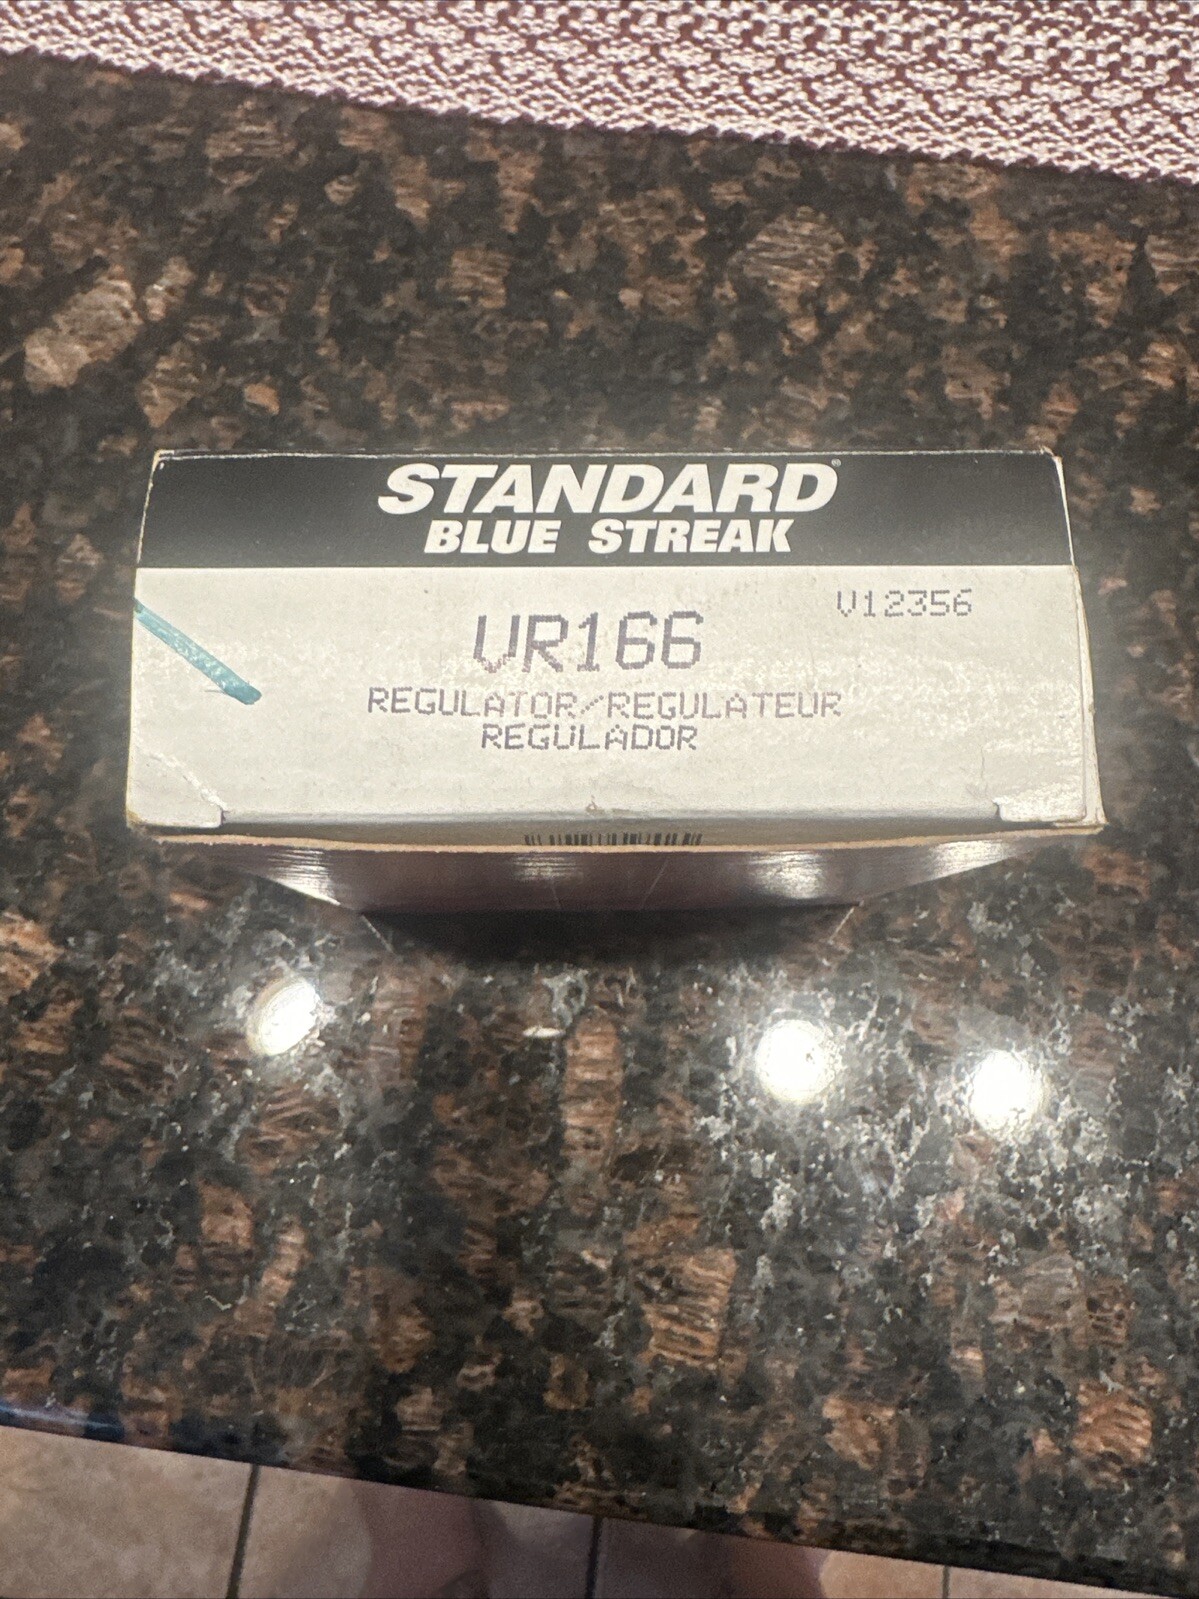 STANDARD®
BLUE STREAK
V12356
VR166
REGULATOR/REGULATEUR
REGULADOR